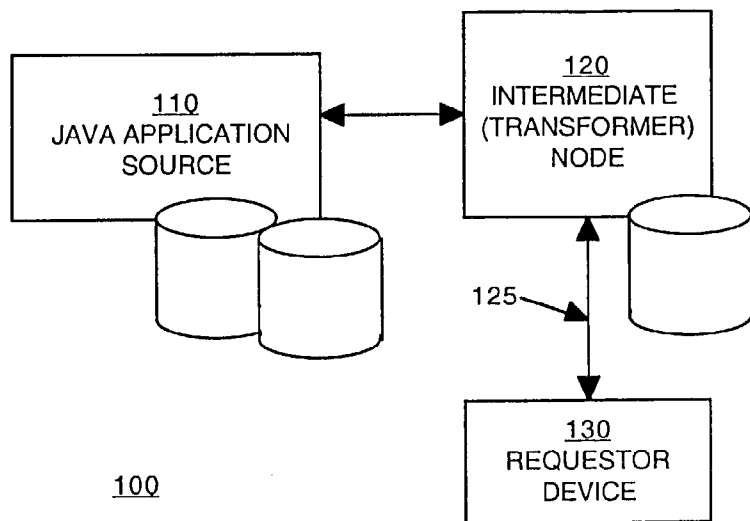 110
JAVA APPLICATION
SOURCE
120
INTERMEDIATE
(TRANSFORMER)
NODE
125
130
REQUESTOR
DEVICE
100